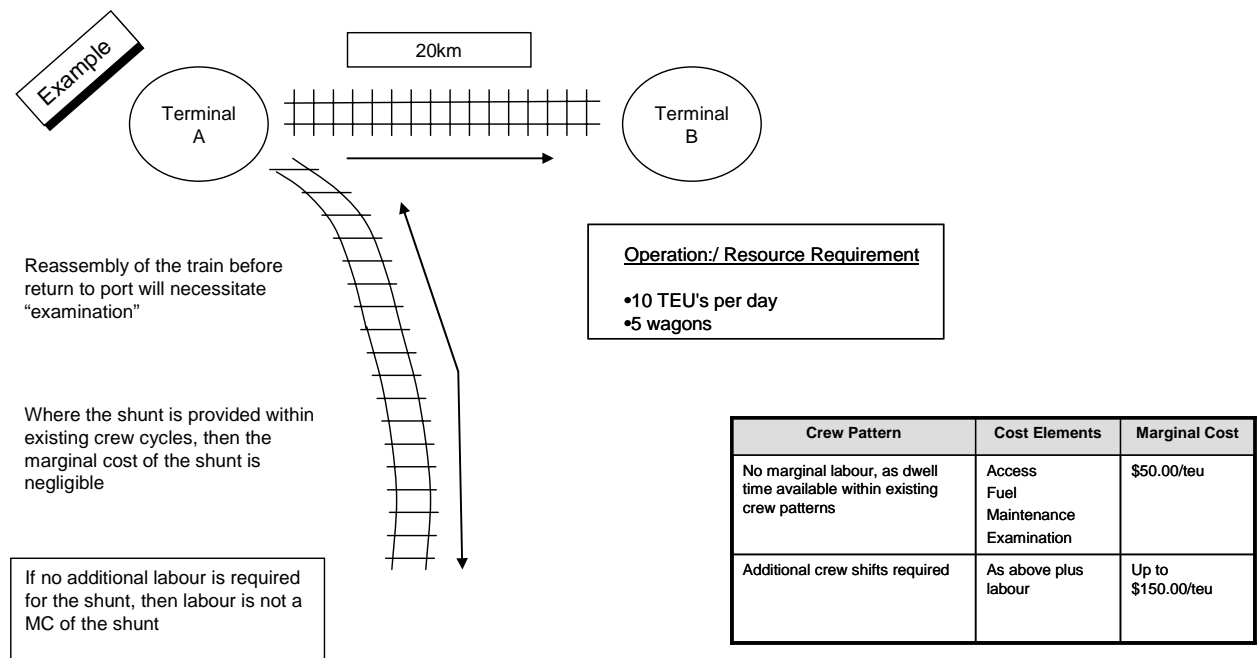 Example
20km
Terminal
A
Terminal
B
Reassembly of the train before
return to port will necessitate
“examination”
Operation:/ Resource Requirement
•10 TEU's per day
•5 wagons
Where the shunt is provided within
existing crew cycles, then the
marginal cost of the shunt is
negligible
If no additional labour is required
for the shunt, then labour is not a
MC of the shunt
Crew Pattern
Cost Elements
Marginal Cost
No marginal labour, as dwell
time available within existing
crew patterns
Access
Fuel
Maintenance
Examination
$50.00/teu
Additional crew shifts required
As above plus
labour
Up to
$150.00/teu